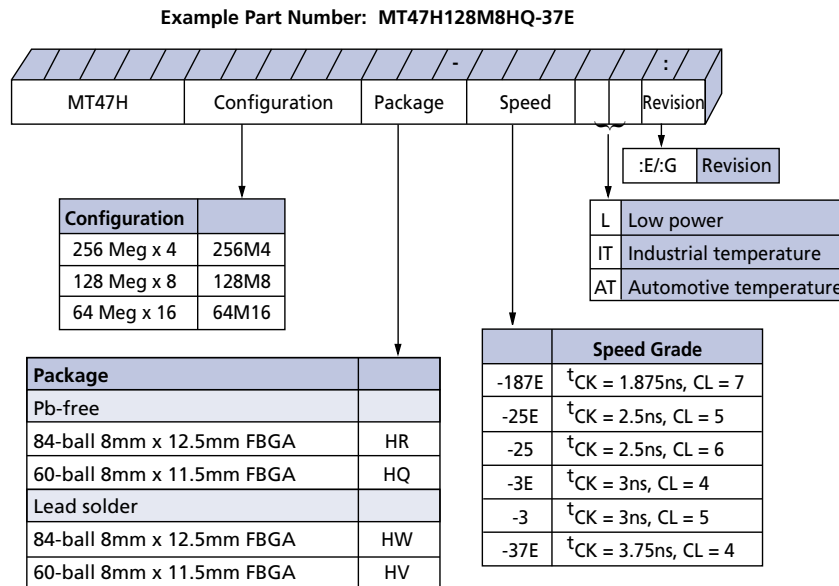 Example Part Number: MT47H128M8HQ-37E
- :
MT47H Configuration Package Speed Revision
:E/:G Revision
L Low power
IT Industrial temperature
AT Automotive temperature
Configuration
256 Meg x 4 256M4
128 Meg x 8 128M8
64 Meg x 16 64M16
Package
Pb-free
84-ball 8mm x 12.5mm FBGA HR
60-ball 8mm x 11.5mm FBGA HQ
Lead solder
84-ball 8mm x 12.5mm FBGA HW
60-ball 8mm x 11.5mm FBGA HV
Speed Grade
-187E tCK = 1.875ns, CL = 7
-25E tCK = 2.5ns, CL = 5
-25 tCK = 2.5ns, CL = 6
-3E tCK = 3ns, CL = 4
-3 tCK = 3ns, CL = 5
-37E tCK = 3.75ns, CL = 4